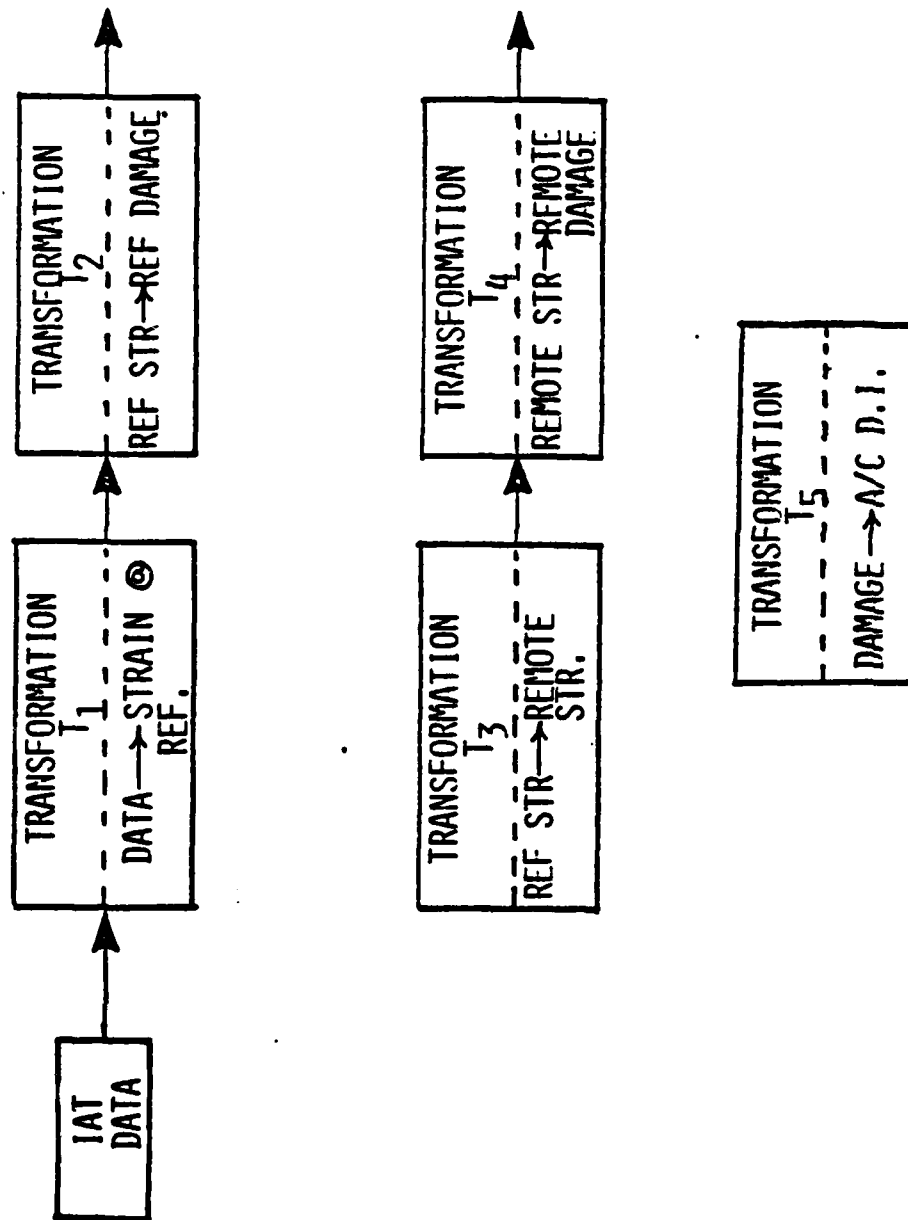 IAT
DATA
TRANSFORMATION
T1
DATA→STRAIN @
REF.
TRANSFORMATION
T2
REF STR→REF DAMAGE
TRANSFORMATION
T3
REF STR→REMOTE
STR.
TRANSFORMATION
T4
REMOTE STR→REMOTE
DAMAGE
TRANSFORMATION
T5
DAMAGE→A/C D.I.